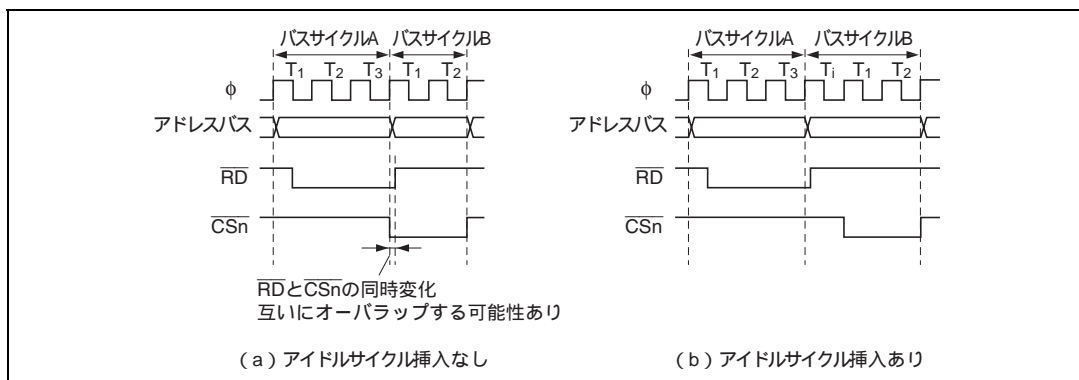 バスサイクルA バスサイクルB
T1 T2 T3 T1 T2
φ
アドレスバス
RD
CSn
RDとCSnの同時変化
互いにオーバラップする可能性あり
(a) アイドルサイクル挿入なし
バスサイクルA バスサイクルB
T1 T2 T3 Ti T1 T2
φ
アドレスバス
RD
CSn
(b) アイドルサイクル挿入あり